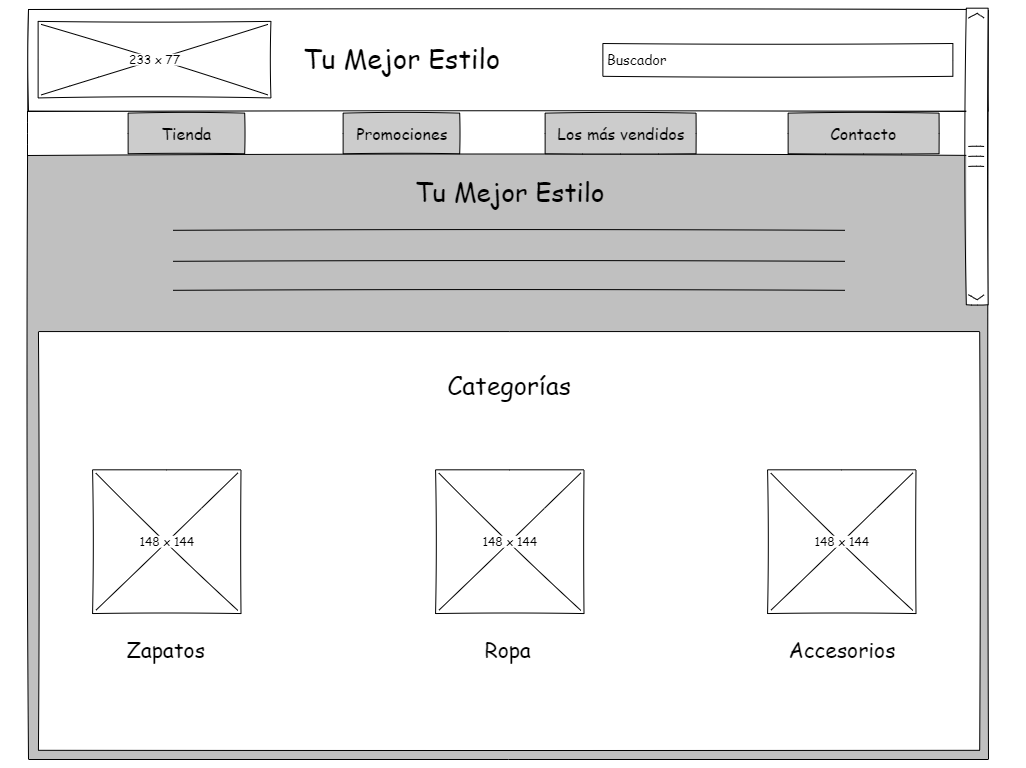 233 x 77
Tu Mejor Estilo
Buscador
Tienda
Promociones
Los más vendidos
Contacto
Tu Mejor Estilo
Categorías
148 x 144
148 x 144
148 x 144
Zapatos
Ropa
Accesorios